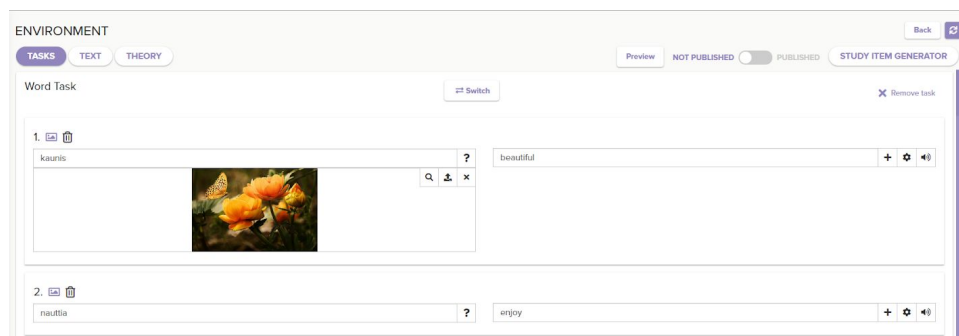 ENVIRONMENT
Back
TASKS TEXT THEORY
Preview NOT PUBLISHED PUBLISHED STUDY ITEM GENERATOR
Word Task
Switch
Remove task
1.
kaunis ? beautiful
2.
nauttia ? enjoy